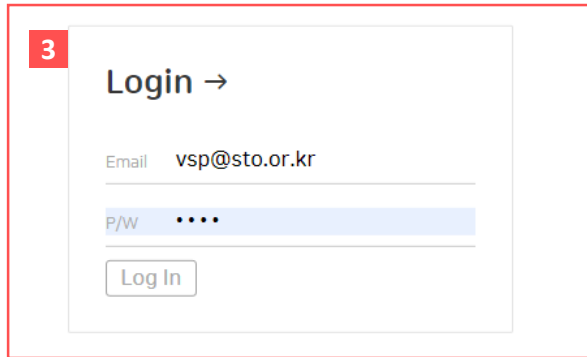 3
Login →
Email vsp@sto.or.kr
P/W ••••
Log In